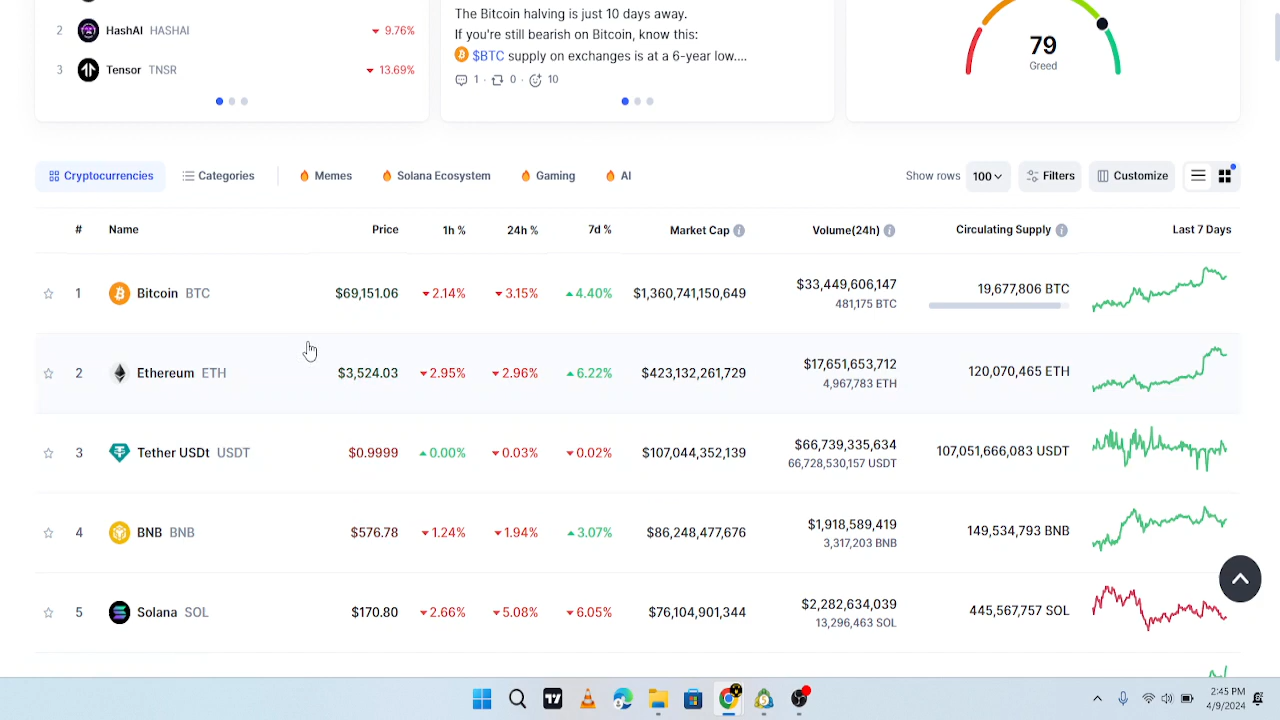 2 HashAI HASHAI 9.76%
3 Tensor TNSR 13.69%
The Bitcoin halving is just 10 days away.
If you're still bearish on Bitcoin, know this:
$BTC supply on exchanges is at a 6-year low....
1 · 0 · 10
79
Greed
Cryptocurrencies Categories Memes Solana Ecosystem Gaming AI Show rows 100 Filters Customize
# Name Price 1h % 24h % 7d % Market Cap Volume(24h) Circulating Supply Last 7 Days
1 Bitcoin BTC $69,151.06 2.14% 3.15% 4.40% $1,360,741,150,649 $33,449,606,147 19,677,806 BTC
481,175 BTC
2 Ethereum ETH $3,524.03 2.95% 2.96% 6.22% $423,132,261,729 $17,651,653,712 120,070,465 ETH
4,967,783 ETH
3 Tether USDt USDT $0.9999 0.00% 0.03% 0.02% $107,044,352,139 $66,739,335,634 107,051,666,083 USDT
66,728,530,157 USDT
4 BNB BNB $576.78 1.24% 1.94% 3.07% $86,248,477,676 $1,918,589,419 149,534,793 BNB
3,317,203 BNB
5 Solana SOL $170.80 2.66% 5.08% 6.05% $76,104,901,344 $2,282,634,039 445,567,757 SOL
13,296,463 SOL
2:45 PM
4/9/2024